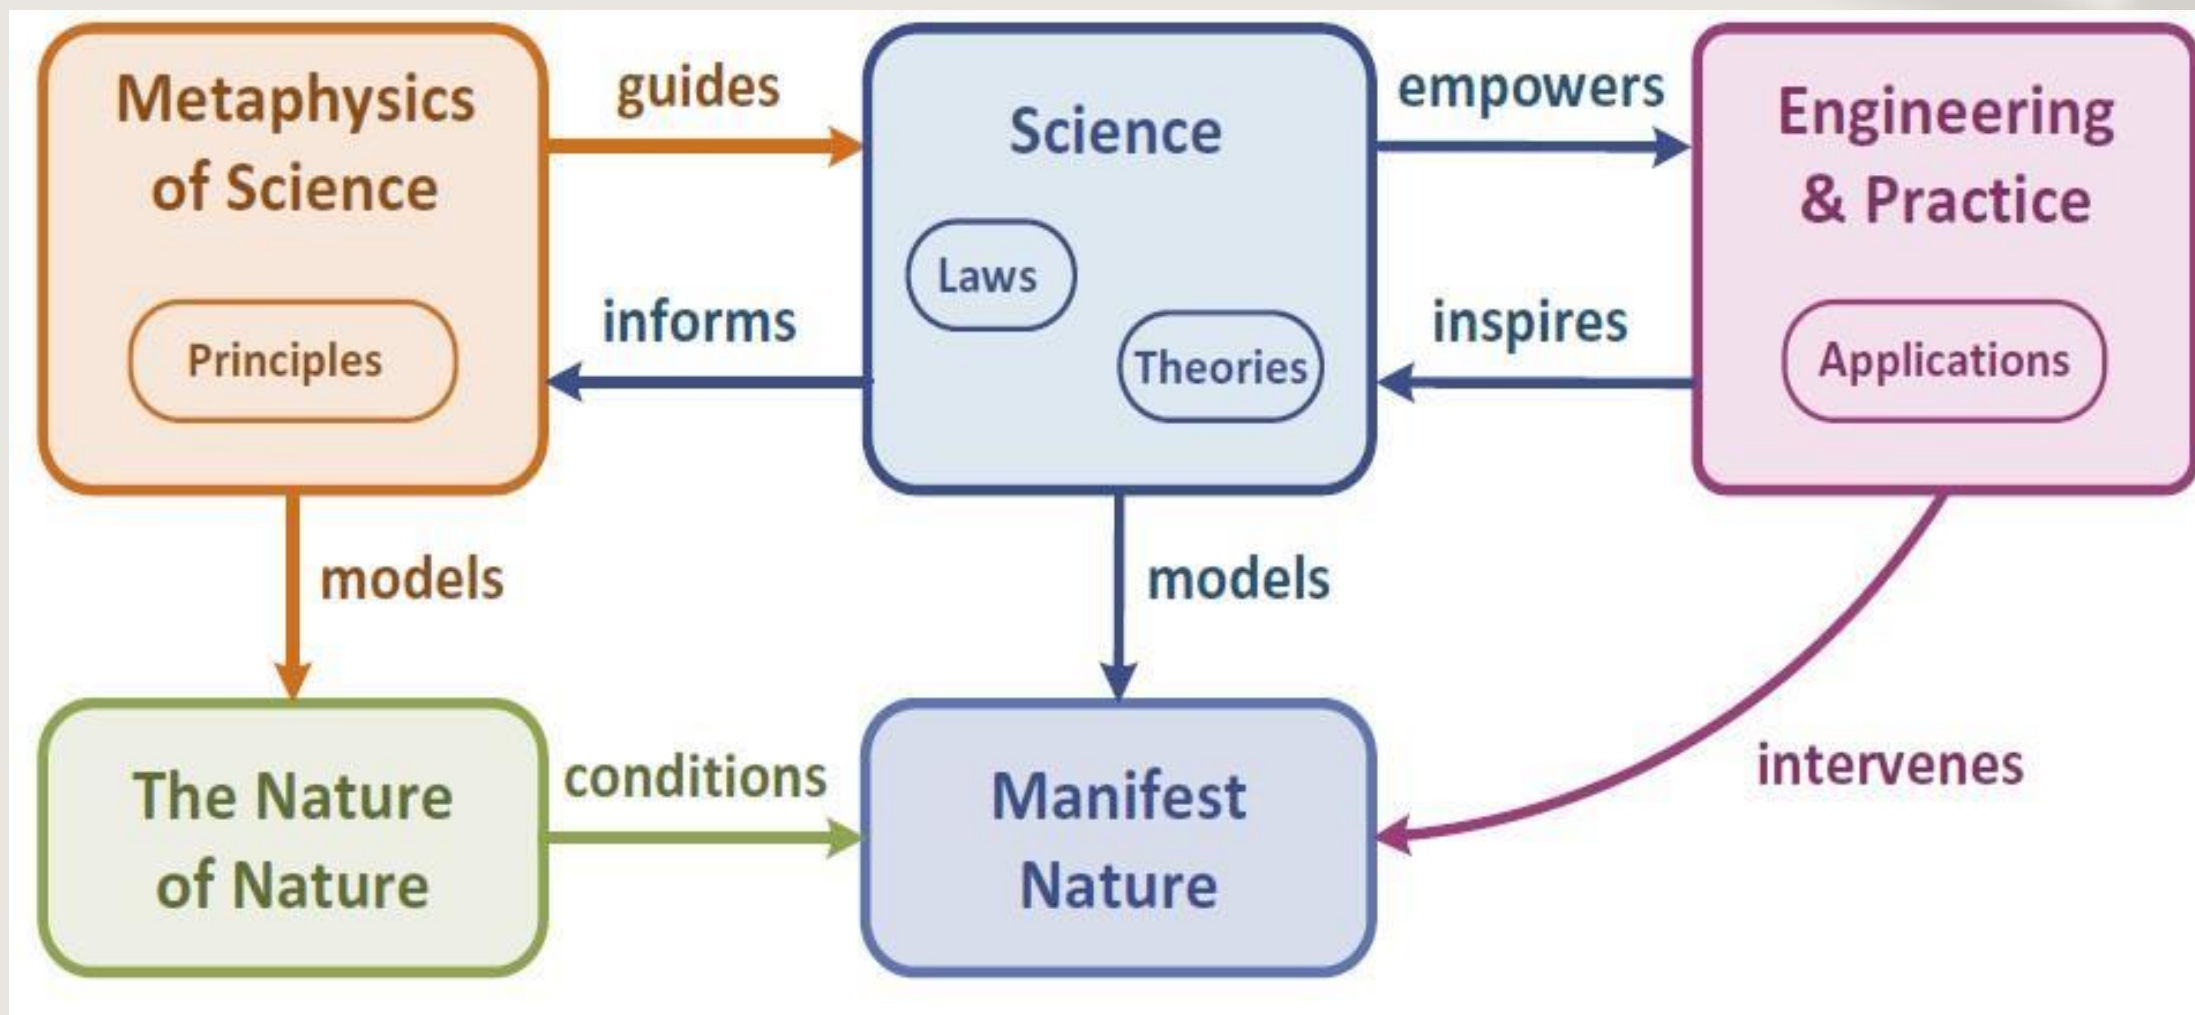 Metaphysics
of Science
Principles
guides
informs
Science
Laws
Theories
empowers
inspires
Engineering
& Practice
Applications
models
models
intervenes
The Nature
of Nature
conditions
Manifest
Nature